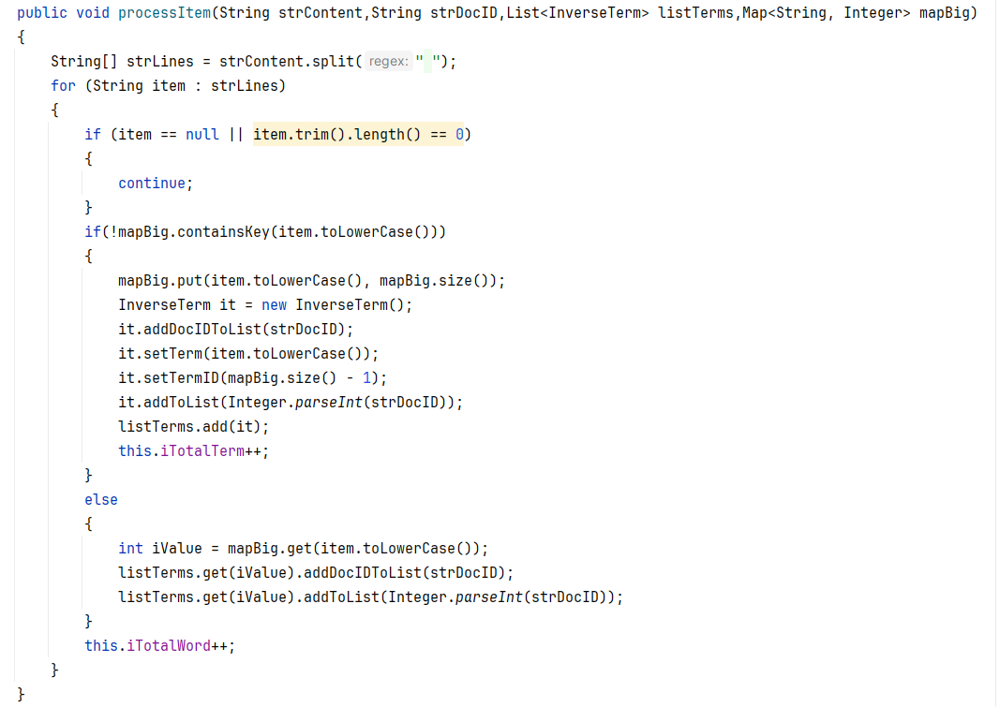 public void processItem(String strContent,String strDocID,List<InverseTerm> listTerms,Map<String, Integer> mapBig)
{
    String[] strLines = strContent.split( regex: " ");
    for (String item : strLines)
    {
        if (item == null || item.trim().length() == 0)
        {
            continue;
        }
        if(!mapBig.containsKey(item.toLowerCase()))
        {
            mapBig.put(item.toLowerCase(), mapBig.size());
            InverseTerm it = new InverseTerm();
            it.addDocIDToList(strDocID);
            it.setTerm(item.toLowerCase());
            it.setTermID(mapBig.size() - 1);
            it.addToList(Integer.parseInt(strDocID));
            listTerms.add(it);
            this.iTotalTerm++;
        }
        else
        {
            int iValue = mapBig.get(item.toLowerCase());
            listTerms.get(iValue).addDocIDToList(strDocID);
            listTerms.get(iValue).addToList(Integer.parseInt(strDocID));
        }
        this.iTotalWord++;
    }
}